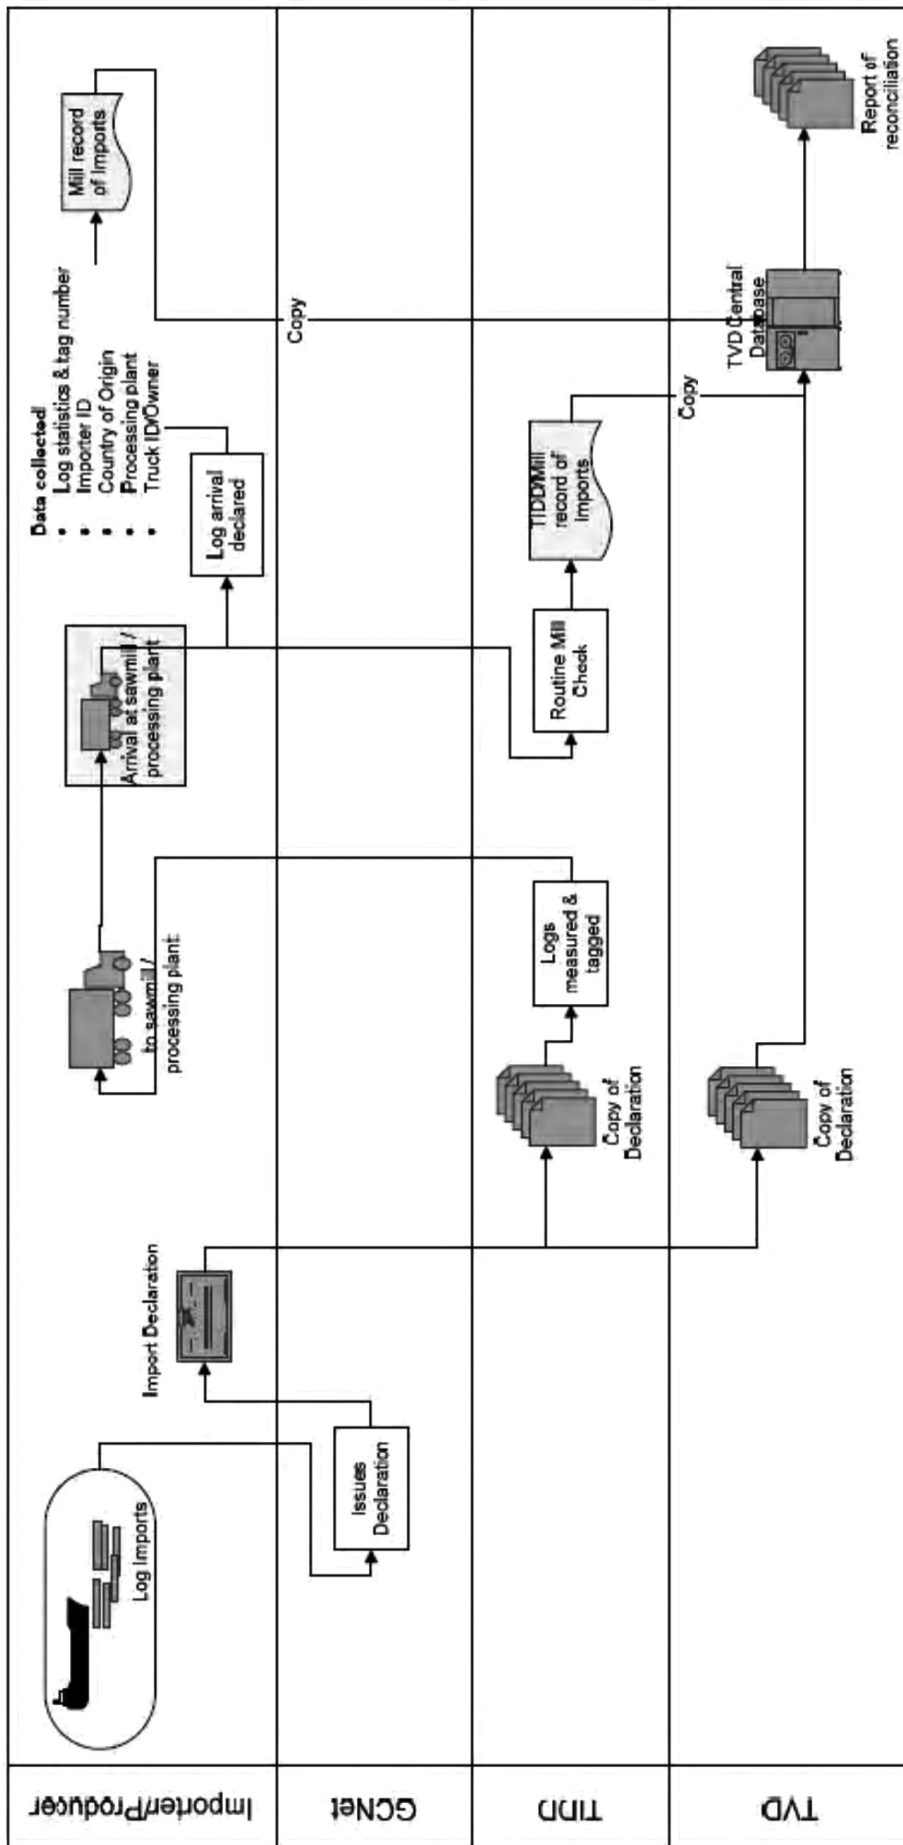 Importer/Producer
GCNet
TIDD
TVD
Log Imports
Issues
Declaration
Import Declaration
Copy of
Declaration
Copy of
Declaration
Logs
measured &
tagged
to sawmill /
processing plant
Arrival at sawmill /
processing plant
Log arrival
declared
Routine Mill
Check
TIDD/Mill
record of
Imports
Data collected
• Log statistics & tag number
• Importer ID
• Country of Origin
• Processing plant
• Truck ID/Owner
Mill record
of Imports
Copy
Copy
TVD Central
Database
Report of
reconciliation